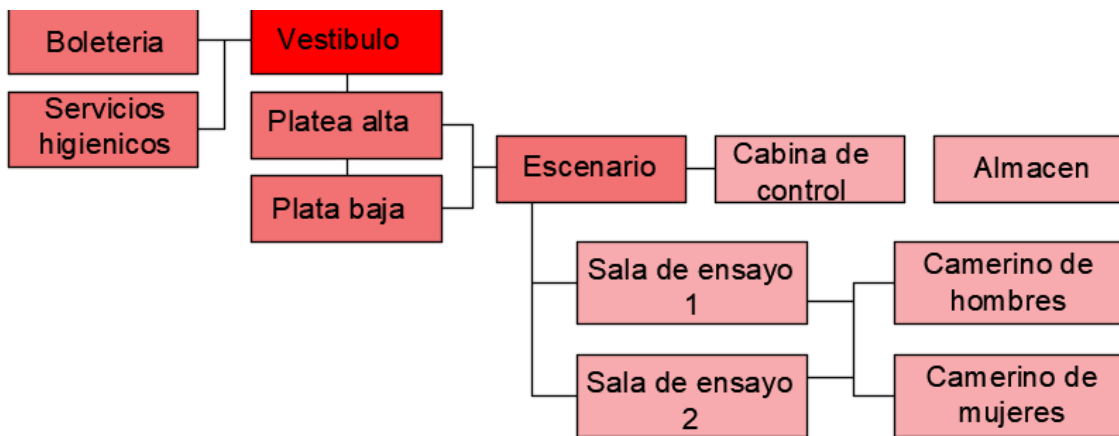 Boleteria
Vestibulo
Servicios
higienicos
Platea alta
Plata baja
Escenario
Cabina de
control
Almacen
Sala de ensayo
1
Camerino de
hombres
Sala de ensayo
2
Camerino de
mujeres